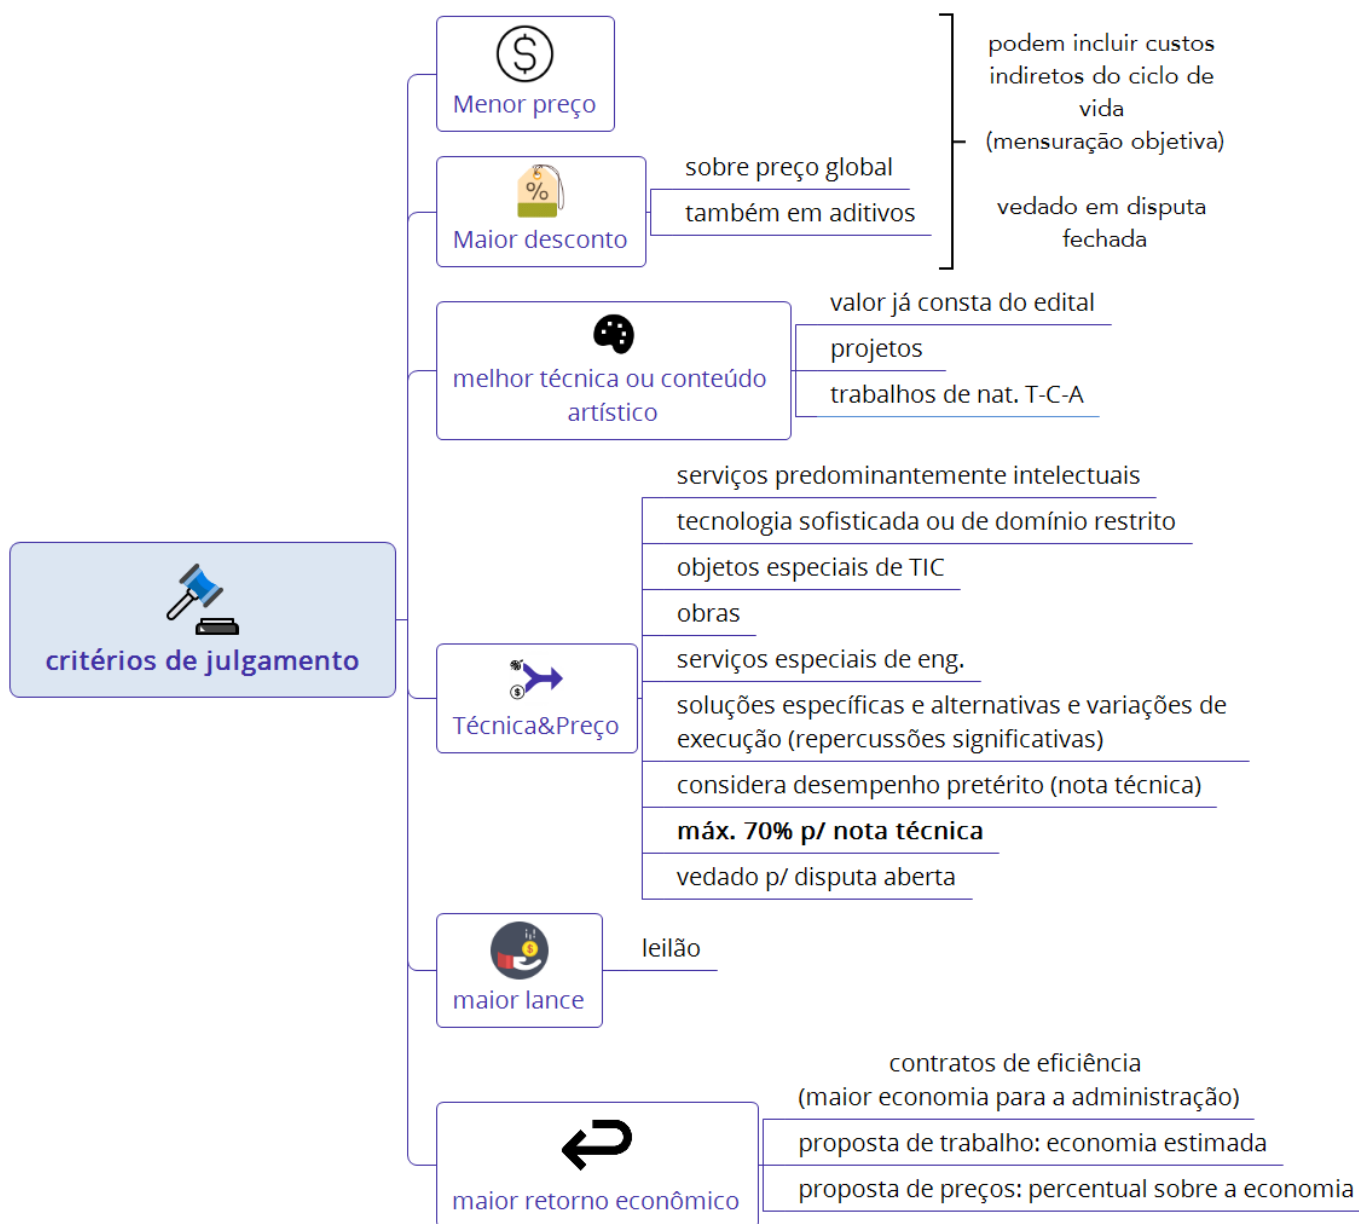 $
Menor preço
podem incluir custos
indiretos do ciclo de
vida
(mensuração objetiva)
vedado em disputa
fechada
%
Maior desconto
sobre preço global
também em aditivos
melhor técnica ou conteúdo
artístico
valor já consta do edital
projetos
trabalhos de nat. T-C-A
critérios de julgamento
$
Técnica&Preço
serviços predominantemente intelectuais
tecnologia sofisticada ou de domínio restrito
objetos especiais de TIC
obras
serviços especiais de eng.
soluções específicas e alternativas e variações de
execução (repercussões significativas)
considera desempenho pretérito (nota técnica)
máx. 70% p/ nota técnica
vedado p/ disputa aberta
$
maior lance
leilão
maior retorno econômico
contratos de eficiência
(maior economia para a administração)
proposta de trabalho: economia estimada
proposta de preços: percentual sobre a economia